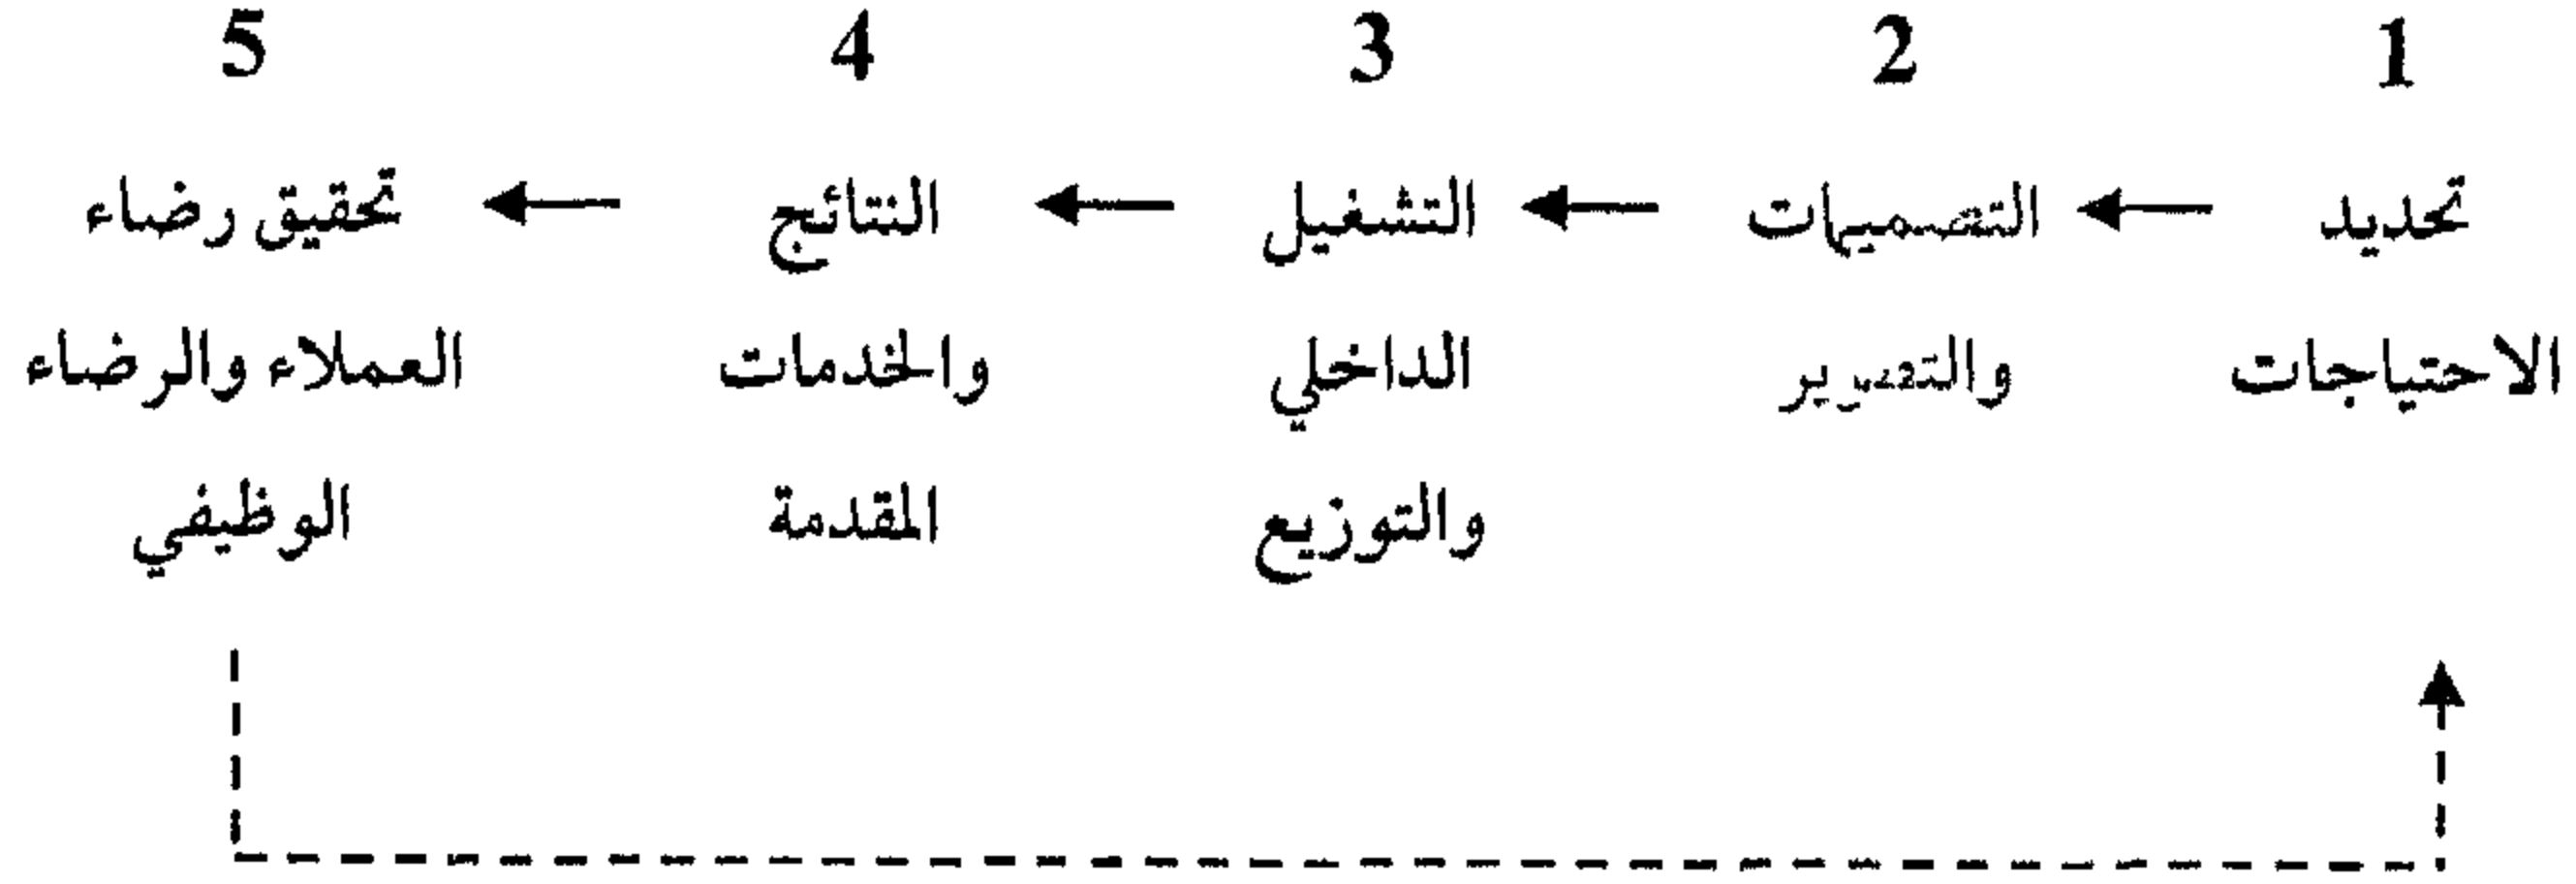 1
تحديد
الاحتياجات
2
التصميمات
3
التشغيل
الداخلي
والتوزيع
4
النتائج
والخدمات
المقدمة
5
تحقيق رضاء
العملاء والرضاء
الوظيفي